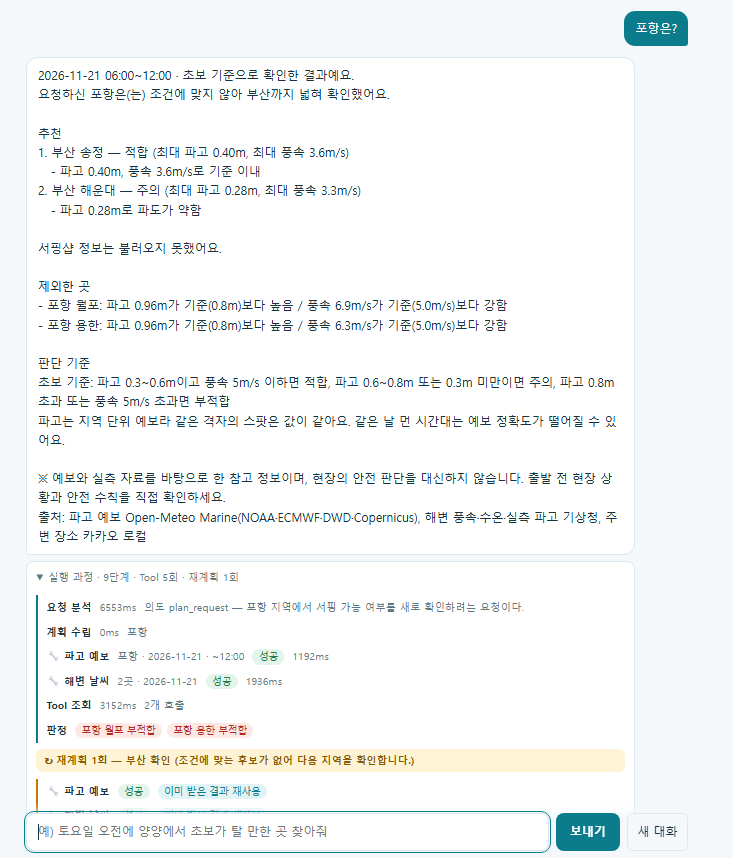 포항은?
2026-11-21 06:00~12:00 · 초보 기준으로 확인한 결과예요.
요청하신 포항은(는) 조건에 맞지 않아 부산까지 넓혀 확인했어요.
추천
1. 부산 송정 — 적합 (최대 파고 0.40m, 최대 풍속 3.6m/s)
- 파고 0.40m, 풍속 3.6m/s로 기준 이내
2. 부산 해운대 — 주의 (최대 파고 0.28m, 최대 풍속 3.3m/s)
- 파고 0.28m로 파도가 약함
서핑샵 정보는 불러오지 못했어요.
제외한 곳
- 포항 월포: 파고 0.96m가 기준(0.8m)보다 높음 / 풍속 6.9m/s가 기준(5.0m/s)보다 강함
- 포항 용한: 파고 0.96m가 기준(0.8m)보다 높음 / 풍속 6.3m/s가 기준(5.0m/s)보다 강함
판단 기준
초보 기준: 파고 0.3~0.6m이고 풍속 5m/s 이하면 적합, 파고 0.6~0.8m 또는 0.3m 미만이면 주의, 파고 0.8m
초과 또는 풍속 5m/s 초과면 부적합
파고는 지역 단위 예보라 같은 격자의 스팟은 값이 같아요. 같은 날 먼 시간대는 예보 정확도가 떨어질 수 있
어요.
※ 예보와 실측 자료를 바탕으로 한 참고 정보이며, 현장의 안전 판단을 대신하지 않습니다. 출발 전 현장 상
황과 안전 수칙을 직접 확인하세요.
출처: 파고 예보 Open-Meteo Marine(NOAA·ECMWF·DWD·Copernicus), 해변 풍속·수온·실측 파고 기상청, 주
변 장소 카카오 로컬
▼ 실행 과정 · 9단계 · Tool 5회 · 재계획 1회
요청 분석 6553ms 의도 plan_request — 포항 지역에서 서핑 가능 여부를 새로 확인하려는 요청이다.
계획 수립 0ms 포항
파고 예보 포항 · 2026-11-21 · ~12:00 성공 1192ms
해변 날씨 2곳 · 2026-11-21 성공 1936ms
Tool 조회 3152ms 2개 호출
판정 포항 월포 부적합 포항 용한 부적합
↻ 재계획 1회 — 부산 확인 (조건에 맞는 후보가 없어 다음 지역을 확인합니다.)
파고 예보 성공 이미 받은 결과 재사용
예) 토요일 오전에 양양에서 초보가 탈 만한 곳 찾아줘
보내기
새 대화